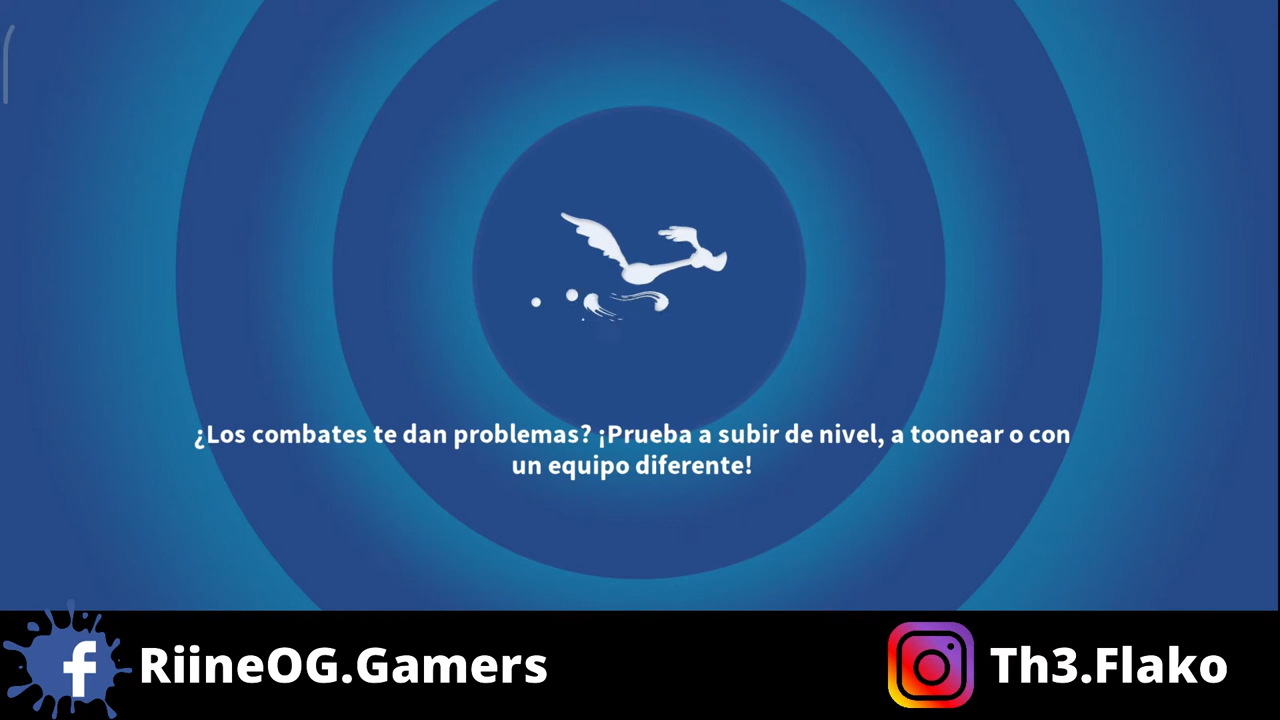 ¿Los combates te dan problemas? ¡Prueba a subir de nivel, a toonear o con
un equipo diferente!
RiineOG.Gamers
Th3.Flako